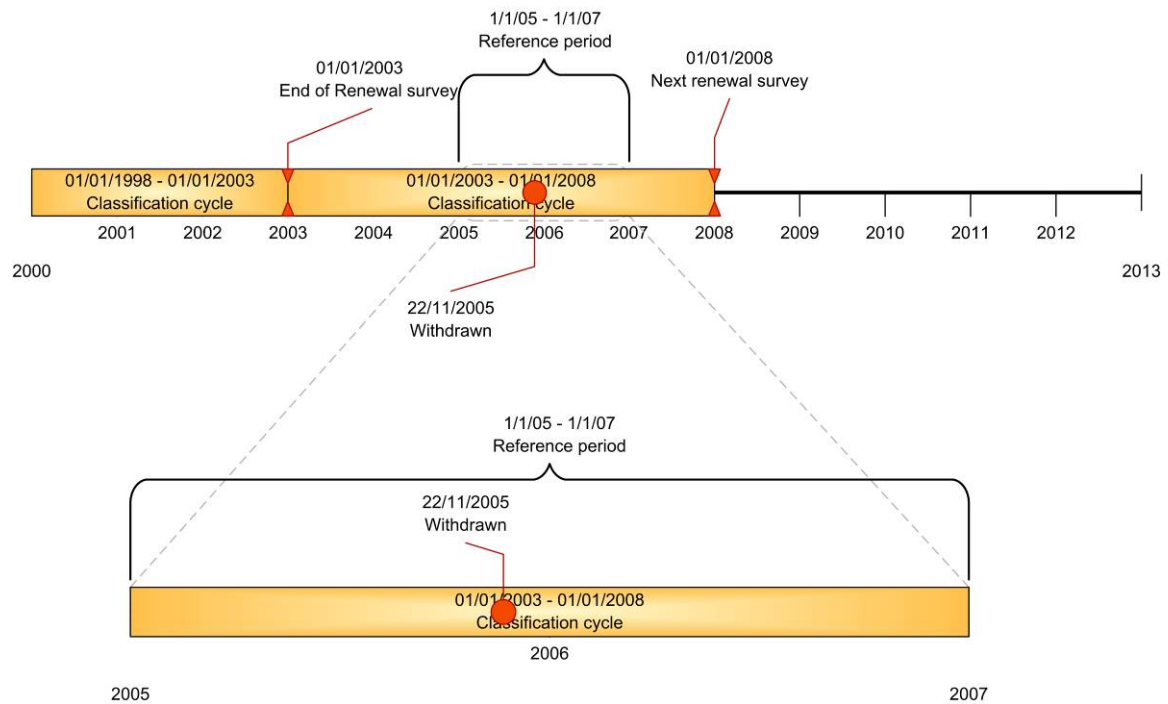 1/1/05 - 1/1/07
Reference period
01/01/2003
End of Renewal survey
01/01/2008
Next renewal survey
01/01/1998 - 01/01/2003
Classification cycle
01/01/2003 - 01/01/2008
Classification cycle
2001 2002 2003 2004 2005 2006 2007 2008 2009 2010 2011 2012
2000 2013
22/11/2005
Withdrawn
1/1/05 - 1/1/07
Reference period
22/11/2005
Withdrawn
01/01/2003 - 01/01/2008
Classification cycle
2006
2005 2007